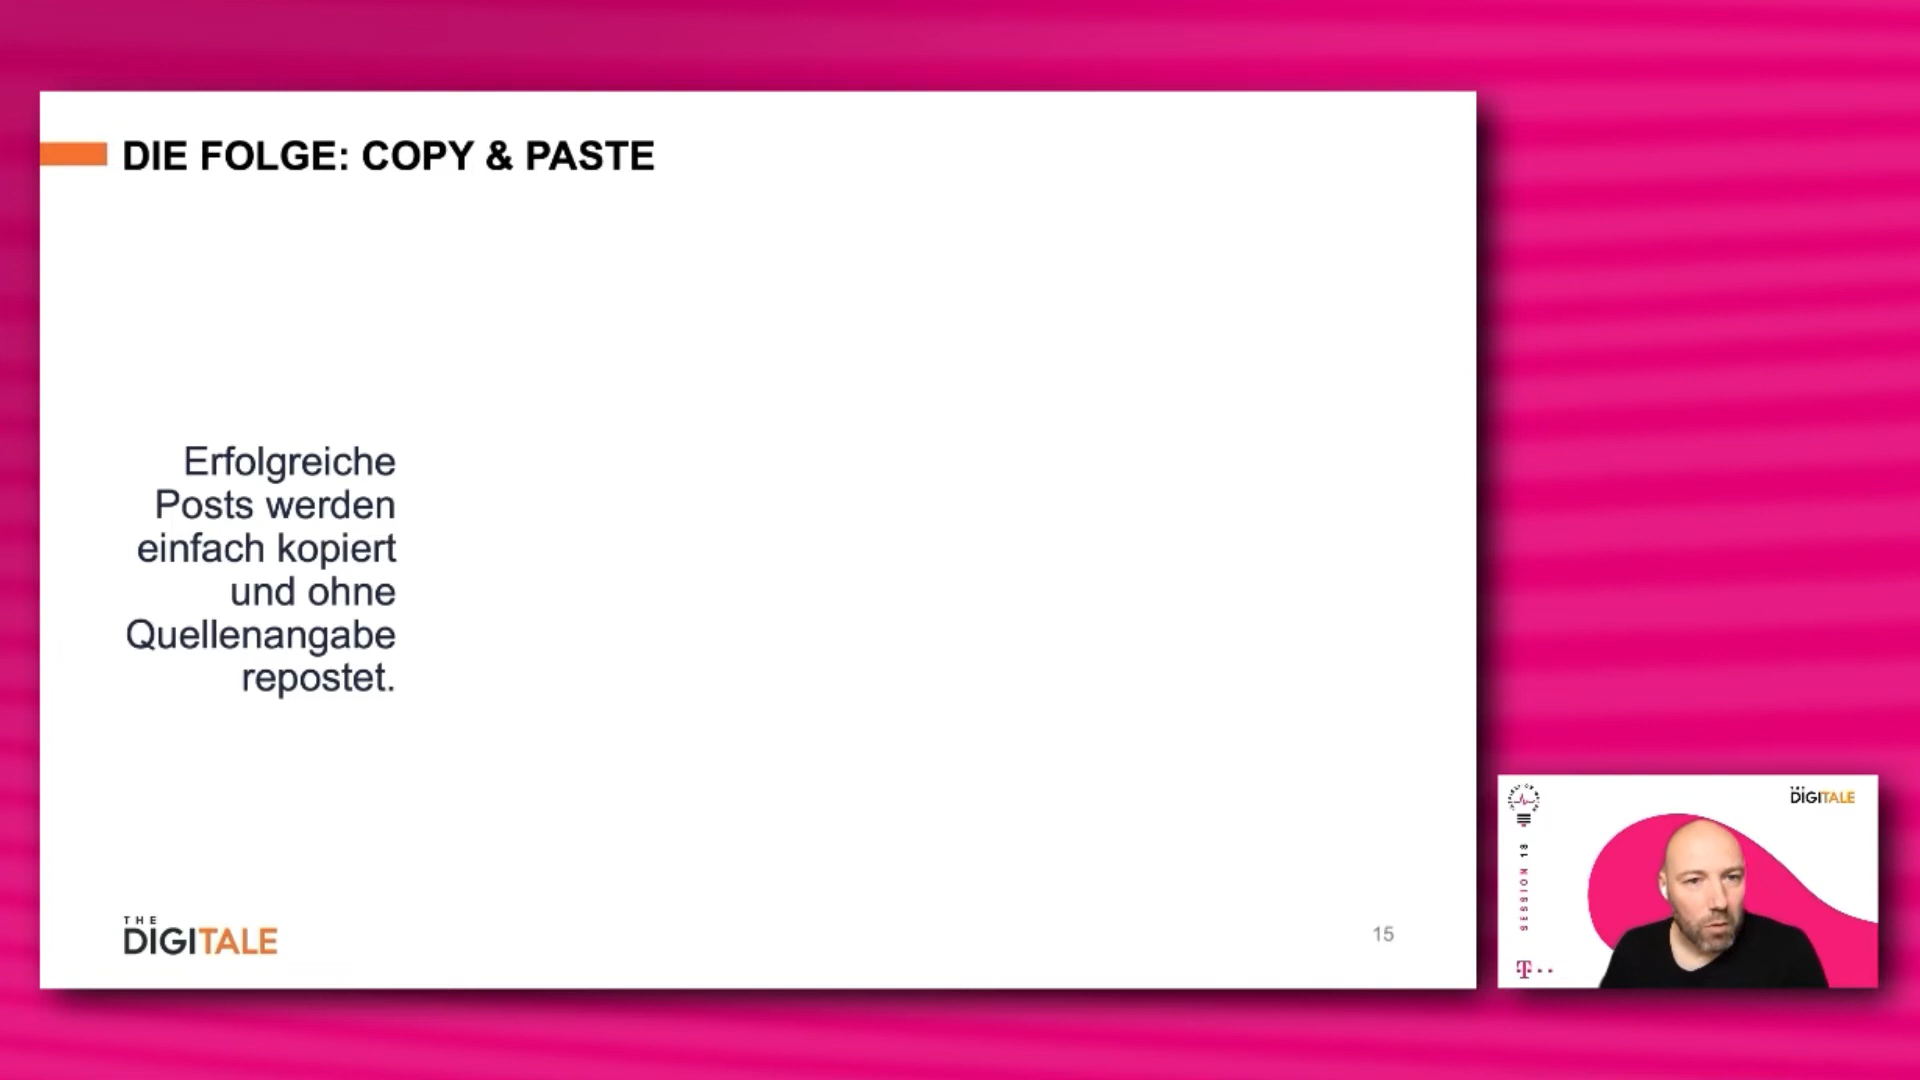 DIE FOLGE: COPY & PASTE
Erfolgreiche
Posts werden
einfach kopiert
und ohne
Quellenangabe
repostet.
THE
DIGITALE
15
THE
DIGITALE
SESSION 18
T